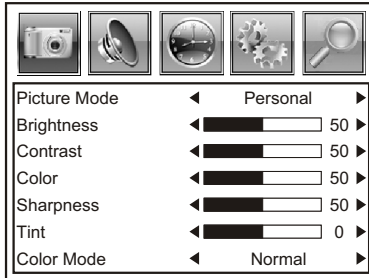 Picture Mode Personal
Brightness 50
Contrast 50
Color 50
Sharpness 50
Tint 0
Color Mode Normal